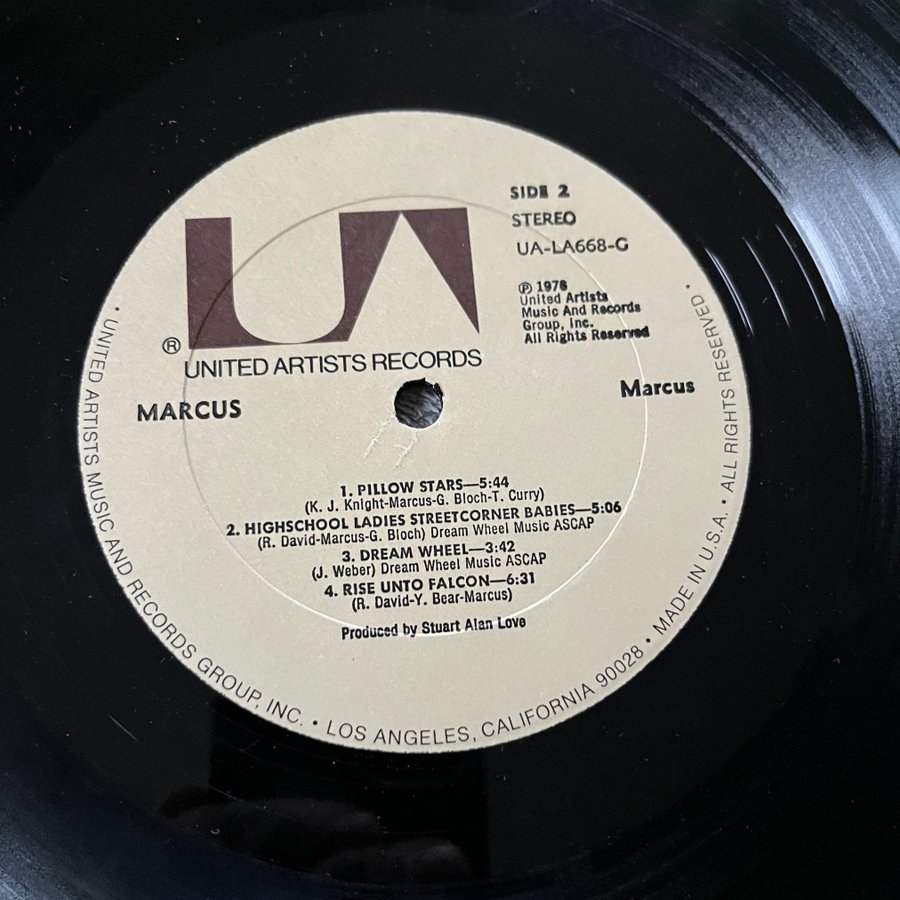 SIDE 2
STEREO
UA-LA668-G
℗ 1976
United Artists
Music And Records
Group, Inc.
All Rights Reserved
UA
®
UNITED ARTISTS RECORDS
MARCUS
Marcus
1. PILLOW STARS—5:44
(K. J. Knight-Marcus-G. Bloch-T. Curry)
2. HIGHSCHOOL LADIES STREETCORNER BABIES—5:06
(R. David-Marcus-G. Bloch) Dream Wheel Music ASCAP
3. DREAM WHEEL—3:42
(J. Weber) Dream Wheel Music ASCAP
4. RISE UNTO FALCON—6:31
(R. David-Y. Bear-Marcus)
Produced by Stuart Alan Love
• UNITED ARTISTS MUSIC AND RECORDS GROUP, INC. • LOS ANGELES, CALIFORNIA 90028 • MADE IN U.S.A. • ALL RIGHTS RESERVED •